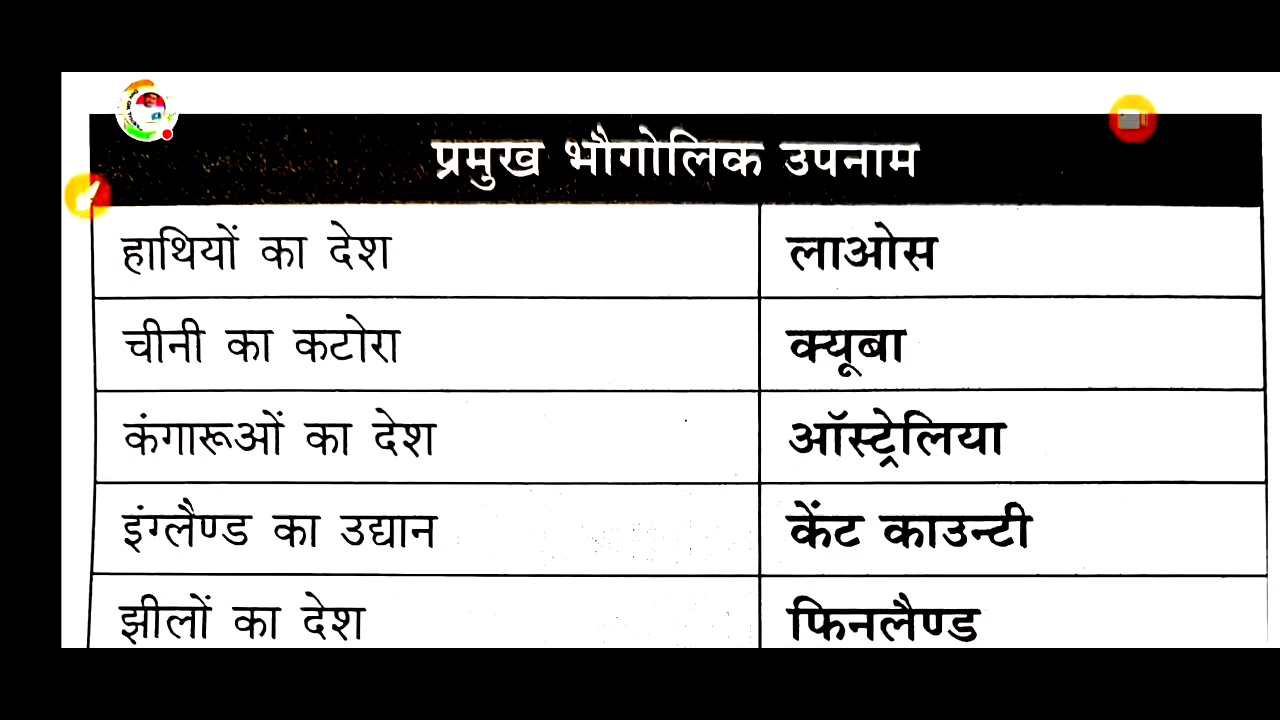 प्रमुख भौगोलिक उपनाम
हाथियों का देश लाओस
चीनी का कटोरा क्यूबा
कंगारूओं का देश ऑस्ट्रेलिया
इंग्लैण्ड का उद्यान केंट काउन्टी
झीलों का देश फिनलैण्ड